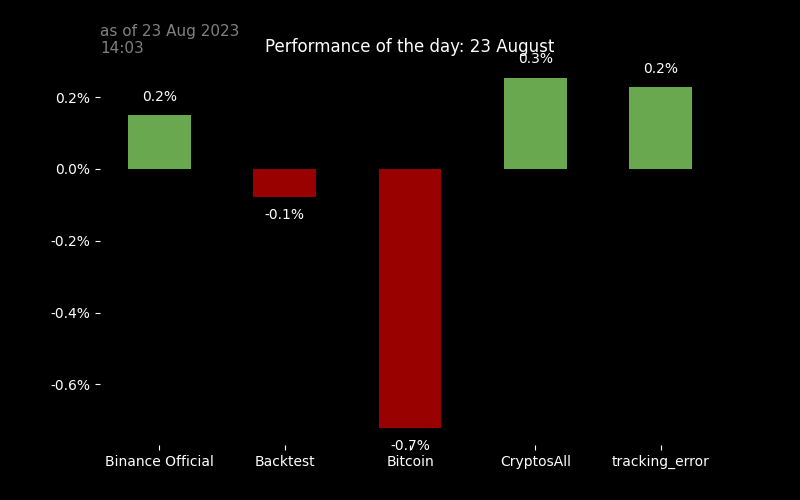 as of 23 Aug 2023
14:03
Performance of the day: 23 August
0.3%
0.2%
0.2%
0.2%
0.0%
-0.1%
-0.2%
-0.4%
-0.6%
-0.7%
Binance Official
Backtest
Bitcoin
CryptosAll
tracking_error